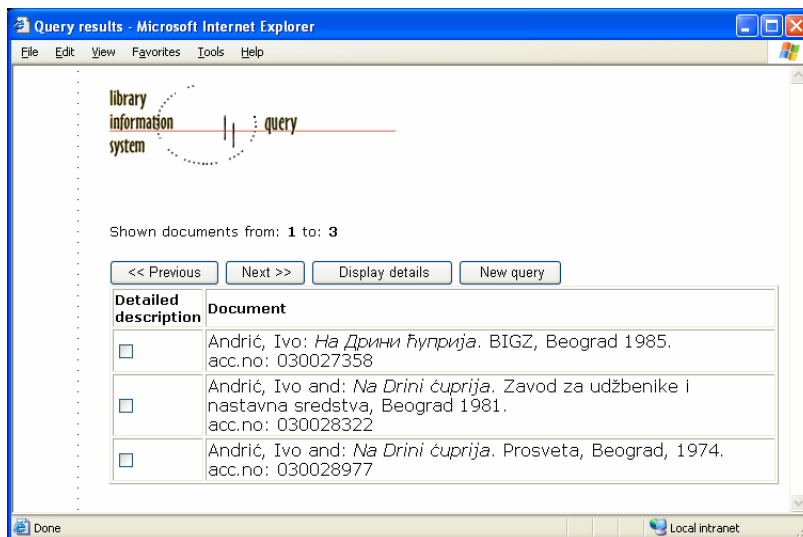 Query results - Microsoft Internet Explorer
File Edit View Favorites Tools Help
library
information query
system
Shown documents from: 1 to: 3
<< Previous Next >> Display details New query
Detailed
description Document
Andrić, Ivo: На Дрини ћуприја. BIGZ, Beograd 1985.
acc.no: 030027358
Andrić, Ivo and: Na Drini ćuprija. Zавод за udžbenike i
nastavna sredstva, Beograd 1981.
acc.no: 030028322
Andrić, Ivo and: Na Drini ćuprija. Prosveta, Beograd, 1974.
acc.no: 030028977
Done Local intranet